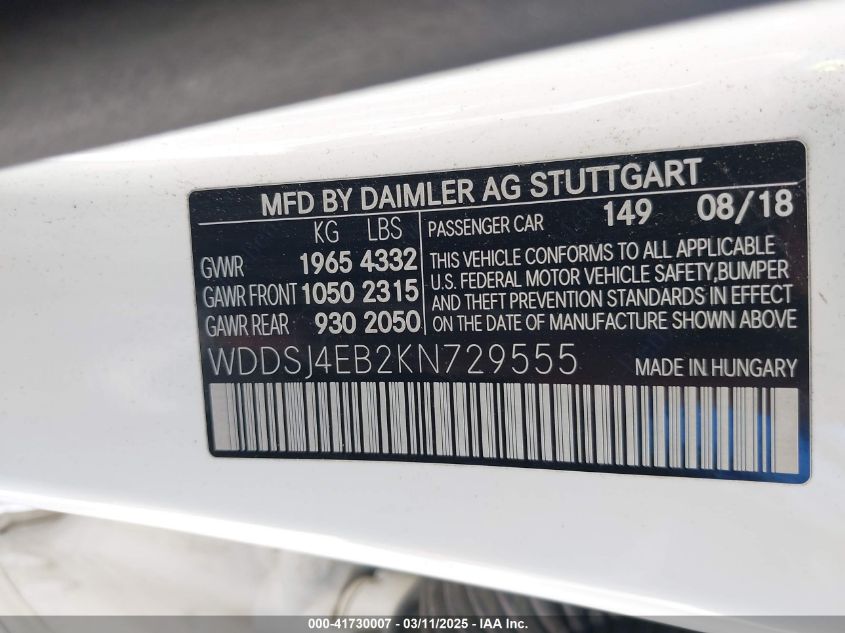 MFD BY DAIMLER AG STUTTGART
KG LBS
GVWR 1965 4332
GAWR FRONT 1050 2315
GAWR REAR 930 2050
PASSENGER CAR 149 08/18
THIS VEHICLE CONFORMS TO ALL APPLICABLE
U.S. FEDERAL MOTOR VEHICLE SAFETY,BUMPER
AND THEFT PREVENTION STANDARDS IN EFFECT
ON THE DATE OF MANUFACTURE SHOWN ABOVE
WDDSJ4EB2KN729555 MADE IN HUNGARY
000-41730007 - 03/11/2025 - IAA Inc.